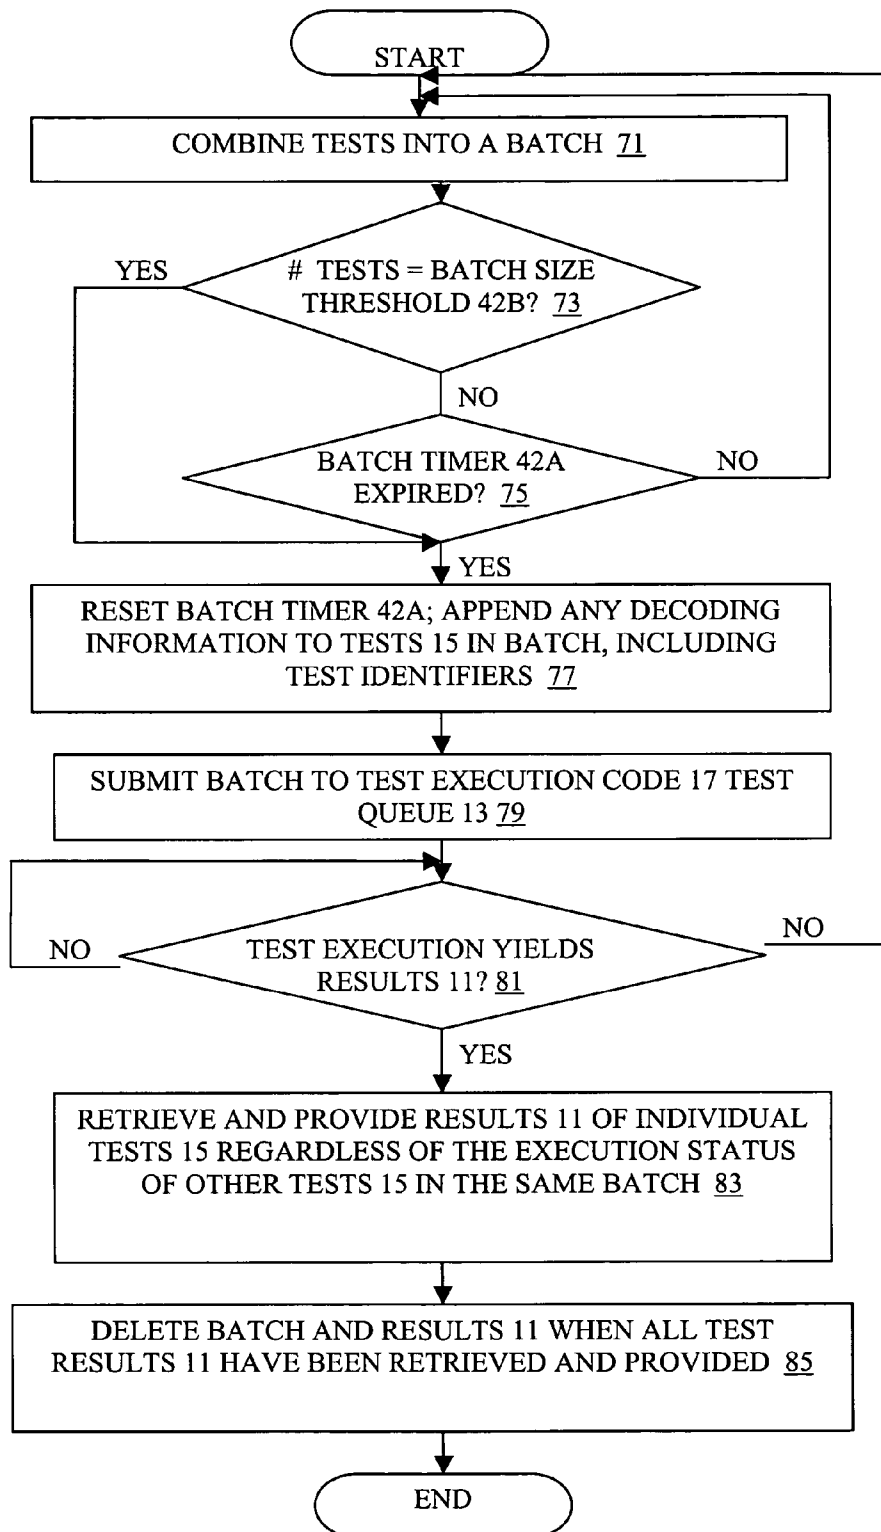 START
COMBINE TESTS INTO A BATCH 71
YES
# TESTS = BATCH SIZE
THRESHOLD 42B? 73
NO
BATCH TIMER 42A
EXPIRED? 75
NO
YES
RESET BATCH TIMER 42A; APPEND ANY DECODING
INFORMATION TO TESTS 15 IN BATCH, INCLUDING
TEST IDENTIFIERS 77
SUBMIT BATCH TO TEST EXECUTION CODE 17 TEST
QUEUE 13 79
NO
TEST EXECUTION YIELDS
RESULTS 11? 81
NO
YES
RETRIEVE AND PROVIDE RESULTS 11 OF INDIVIDUAL
TESTS 15 REGARDLESS OF THE EXECUTION STATUS
OF OTHER TESTS 15 IN THE SAME BATCH 83
DELETE BATCH AND RESULTS 11 WHEN ALL TEST
RESULTS 11 HAVE BEEN RETRIEVED AND PROVIDED 85
END